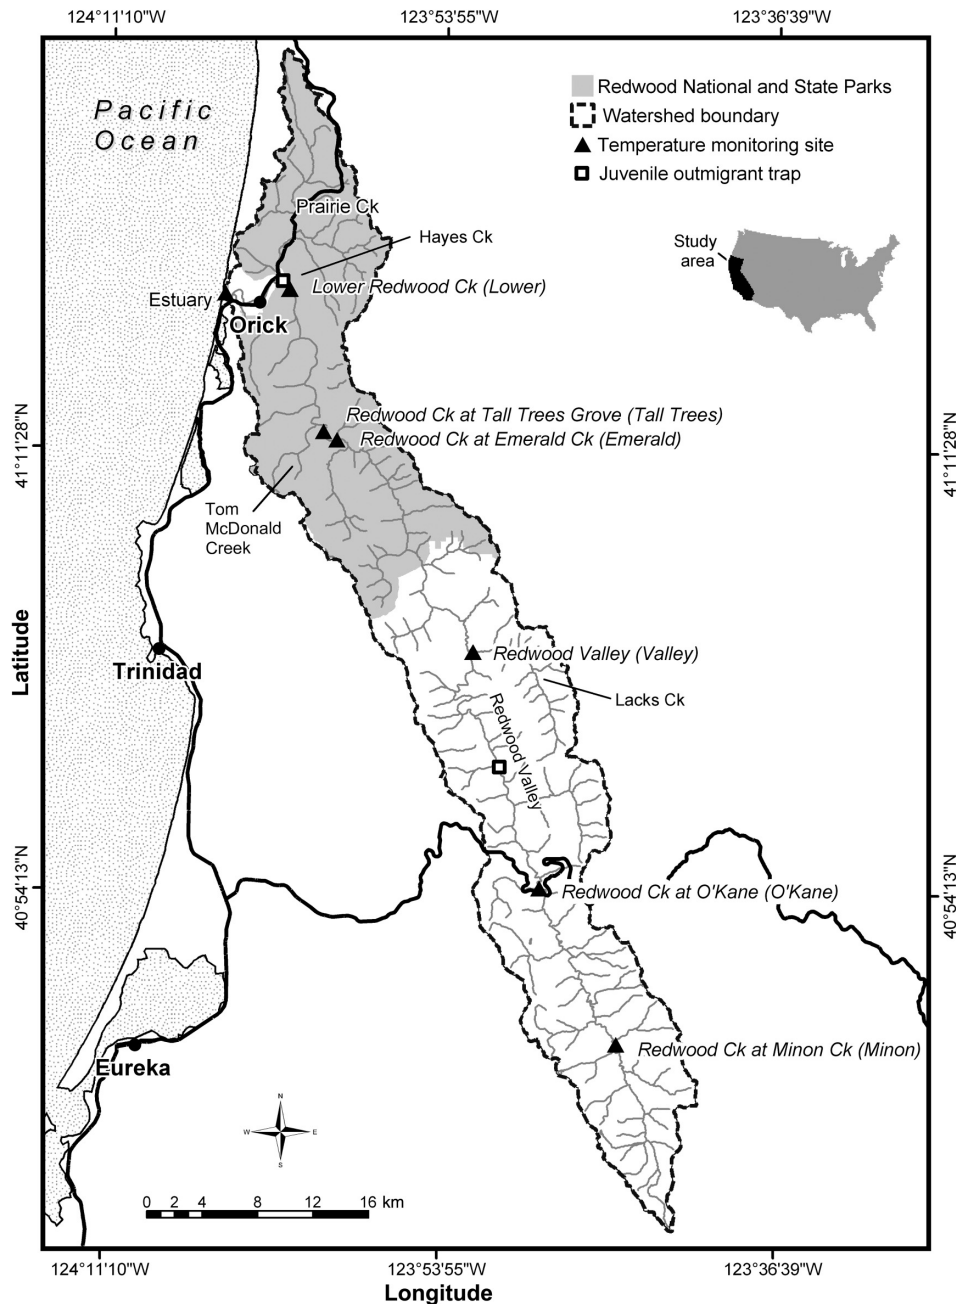 124°11'10"W
123°53'55"W
123°36'39"W
Pacific
Ocean
Redwood National and State Parks
Watershed boundary
Temperature monitoring site
Juvenile outmigrant trap
Prairie Ck
Hayes Ck
Study
area
Estuary
Lower Redwood Ck (Lower)
Orick
Redwood Ck at Tall Trees Grove (Tall Trees)
Redwood Ck at Emerald Ck (Emerald)
41°11'28"N
41°11'28"N
Tom
McDonald
Creek
Latitude
Redwood Valley (Valley)
Trinidad
Lacks Ck
Redwood Valley
40°54'13"N
Redwood Ck at O'Kane (O'Kane)
40°54'13"N
Redwood Ck at Minon Ck (Minon)
Eureka
N
W
E
S
0 2 4 8 12 16 km
124°11'10"W
123°53'55"W
123°36'39"W
Longitude